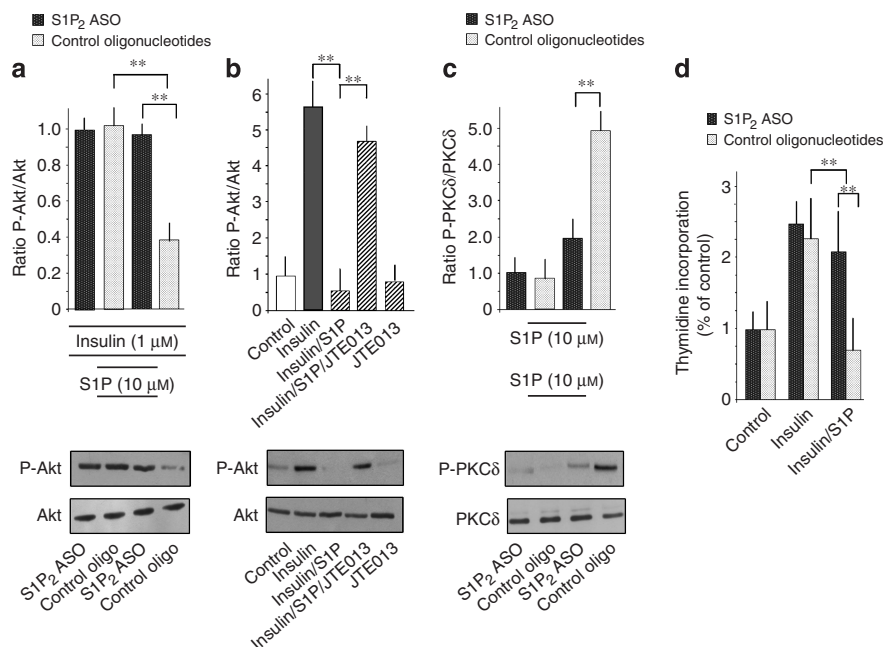 S1P₂ ASO
Control oligonucleotides
a
**
**
1.0
0.8
0.6
0.4
0.2
0
Ratio P-Akt/Akt
Insulin (1 μM)
S1P (10 μM)
P-Akt
Akt
S1P₂ ASO
Control oligo
S1P₂ ASO
Control oligo
b
**
**
6
5
4
3
2
1
0
Ratio P-Akt/Akt
Control
Insulin
Insulin/S1P
Insulin/S1P/JTE013
JTE013
P-Akt
Akt
Control
Insulin
Insulin/S1P
Insulin/S1P/JTE013
JTE013
S1P₂ ASO
Control oligonucleotides
c
**
5.0
4.0
3.0
2.0
1.0
0
Ratio P-PKCδ/PKCδ
S1P (10 μM)
S1P (10 μM)
P-PKCδ
PKCδ
S1P₂ ASO
Control oligo
S1P₂ ASO
Control oligo
d
S1P₂ ASO
Control oligonucleotides
**
**
3
2
1
0
Thymidine incorporation
(% of control)
Control
Insulin
Insulin/S1P